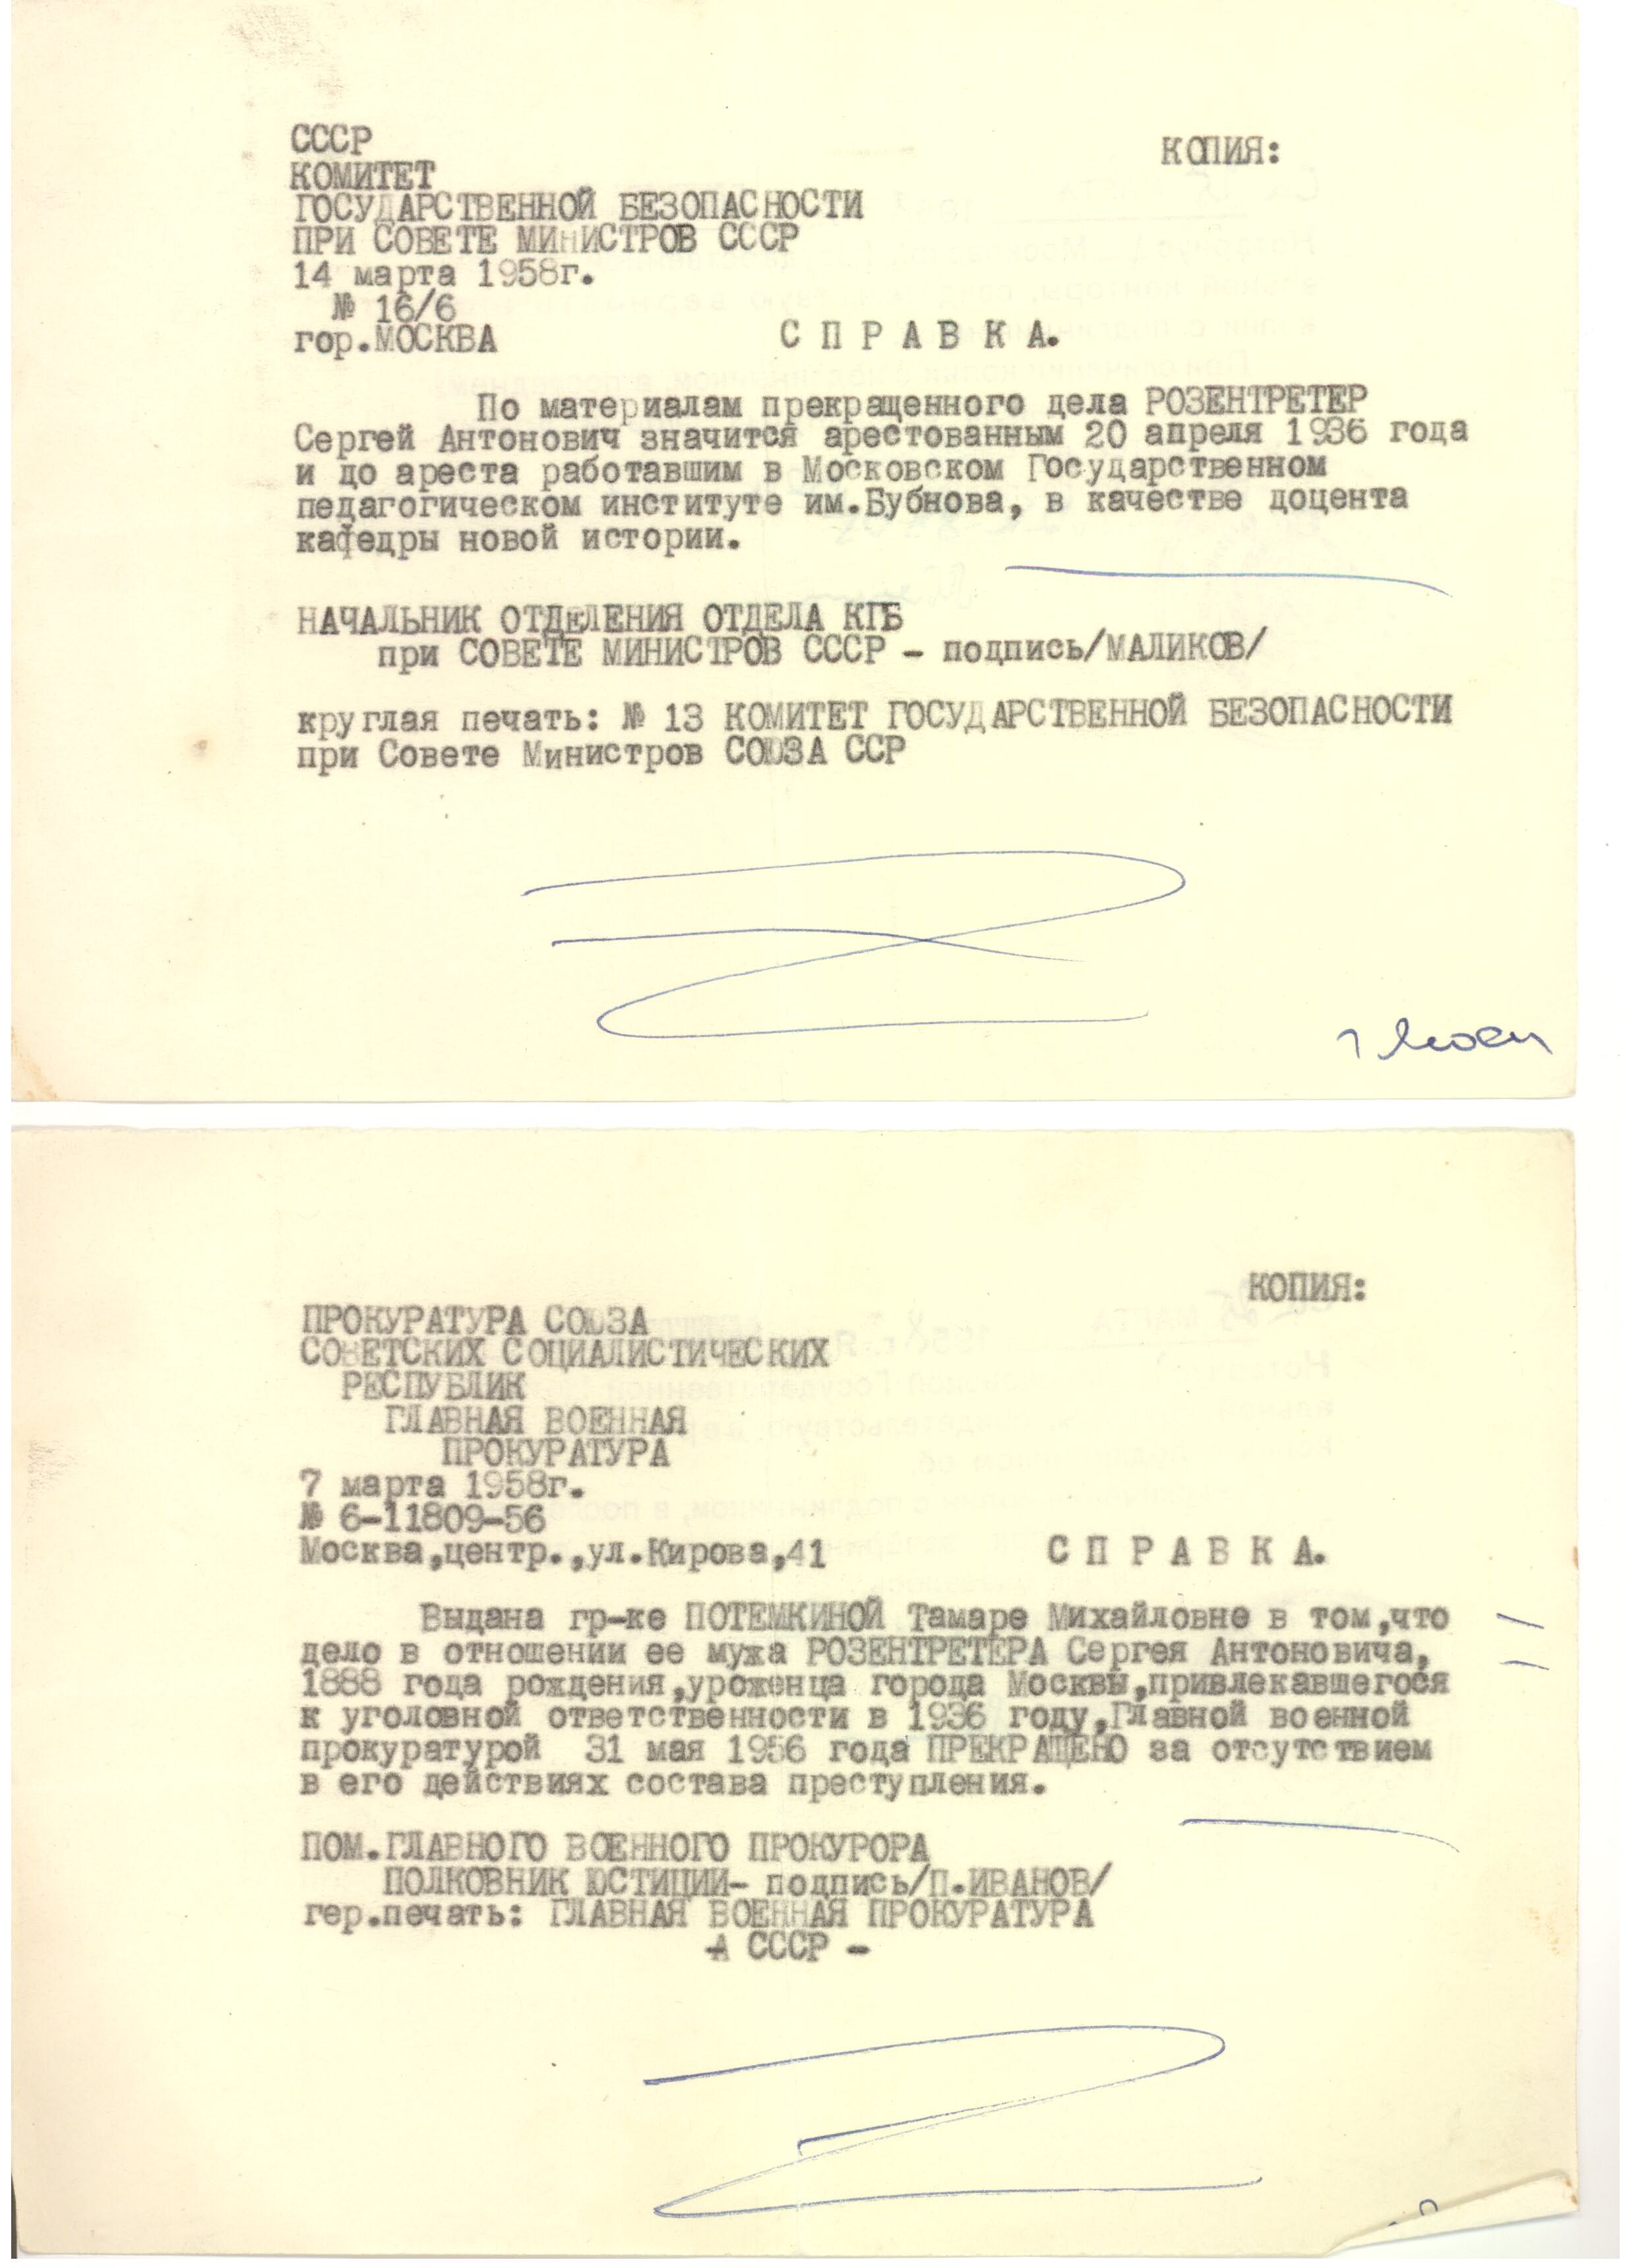 КОПИЯ:
СССР
КОМИТЕТ
ГОСУДАРСТВЕННОЙ БЕЗОПАСНОСТИ
ПРИ СОВЕТЕ МИНИСТРОВ СССР
14 марта 1958г.
№ 16/6
гор.МОСКВА С П Р А В К А.
По материалам прекращенного дела РОЗЕНТРЕТЕР
Сергей Антонович значится арестованным 20 апреля 1936 года
и до ареста работавшим в Московском Государственном
педагогическом институте им.Бубнова, в качестве доцента
кафедры новой истории.
НАЧАЛЬНИК ОТДЕЛЕНИЯ ОТДЕЛА КГБ
при СОВЕТЕ МИНИСТРОВ СССР - подпись/МАЛИКОВ/
круглая печать: № 13 КОМИТЕТ ГОСУДАРСТВЕННОЙ БЕЗОПАСНОСТИ
при Совете Министров СОЮЗА ССР
КОПИЯ:
ПРОКУРАТУРА СОЮЗА
СОВЕТСКИХ СОЦИАЛИСТИЧЕСКИХ
РЕСПУБЛИК
ГЛАВНАЯ ВОЕННАЯ
ПРОКУРАТУРА
7 марта 1958г.
№ 6-11809-56
Москва,центр.,ул.Кирова,41 С П Р А В К А.
Выдана гр-ке ПОТЕМКИНОЙ Тамаре Михайловне в том,что
дело в отношении ее мужа РОЗЕНТРЕТЕРА Сергея Антоновича,
1888 года рождения,уроженца города Москвы,привлекавшегося
к уголовной ответственности в 1936 году,Главной военной
прокуратурой 31 мая 1956 года ПРЕКРАЩЕНО за отсутствием
в его действиях состава преступления.
ПОМ.ГЛАВНОГО ВОЕННОГО ПРОКУРОРА
ПОЛКОВНИК ЮСТИЦИИ- подпись/П.ИВАНОВ/
гер.печать: ГЛАВНАЯ ВОЕННАЯ ПРОКУРАТУРА
-А СССР -